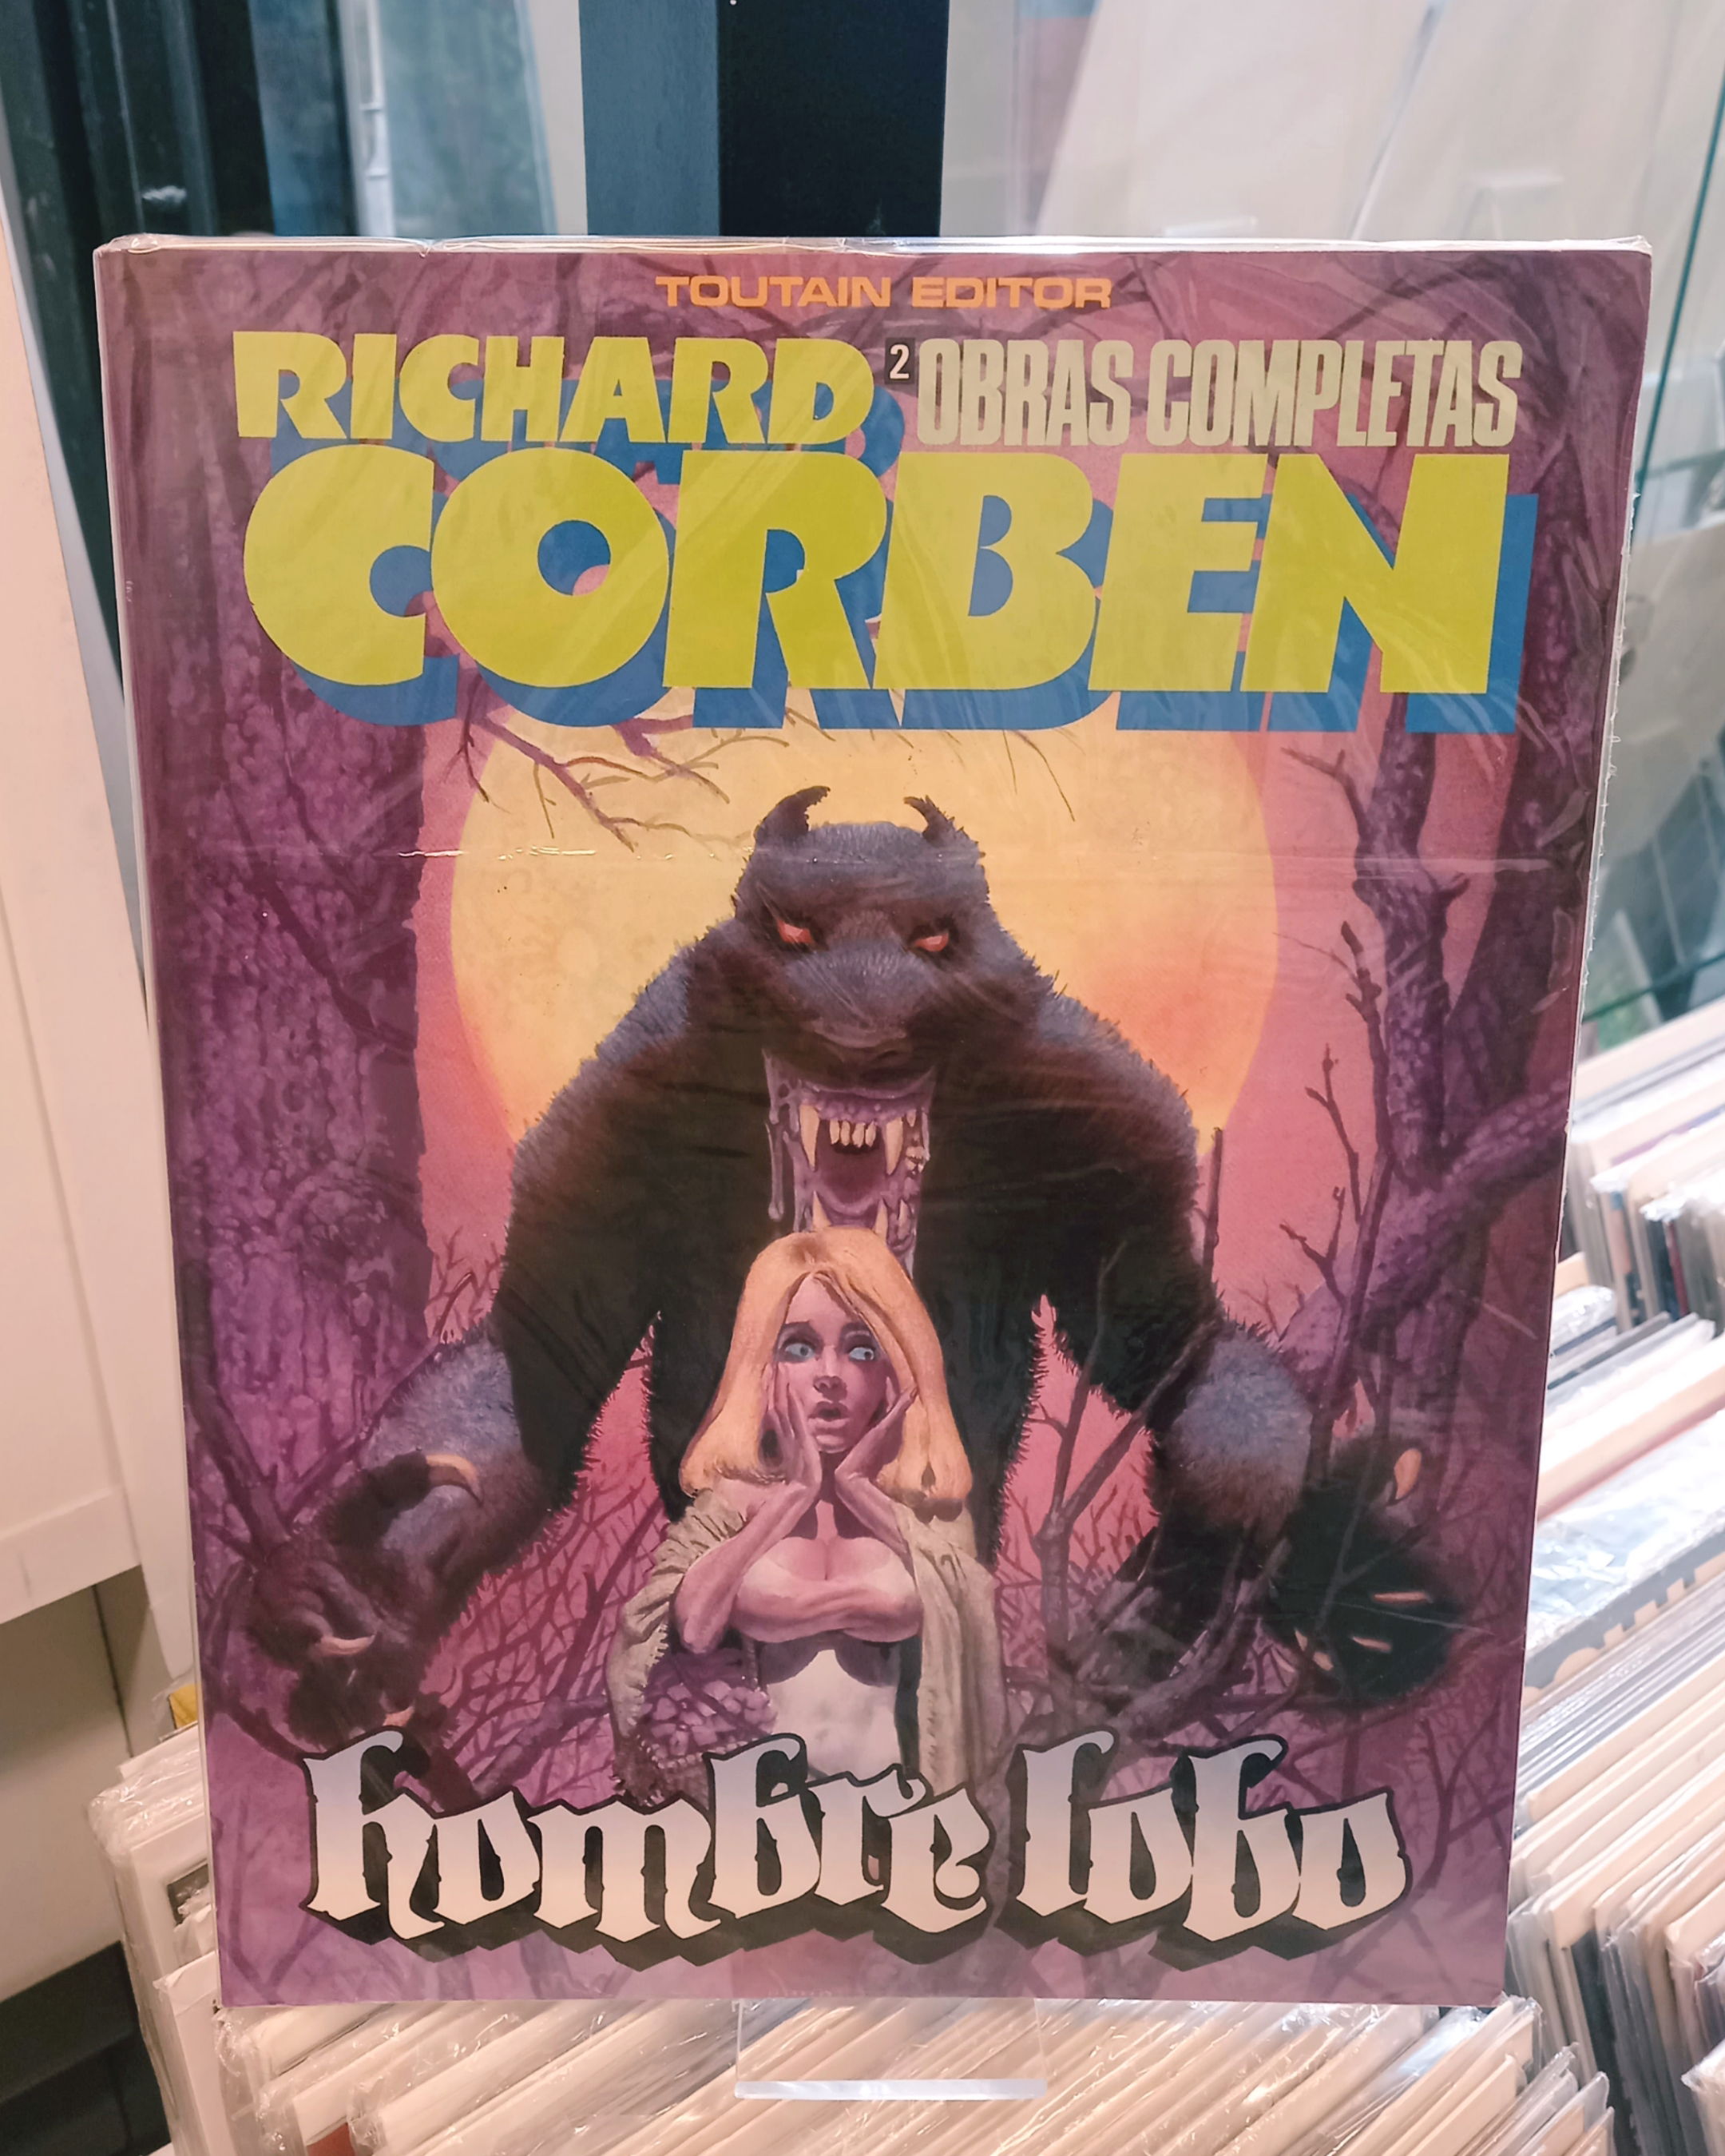 TOUTAIN EDITOR
RICHARD 2 OBRAS COMPLETAS
CORBEN
hombre lobo